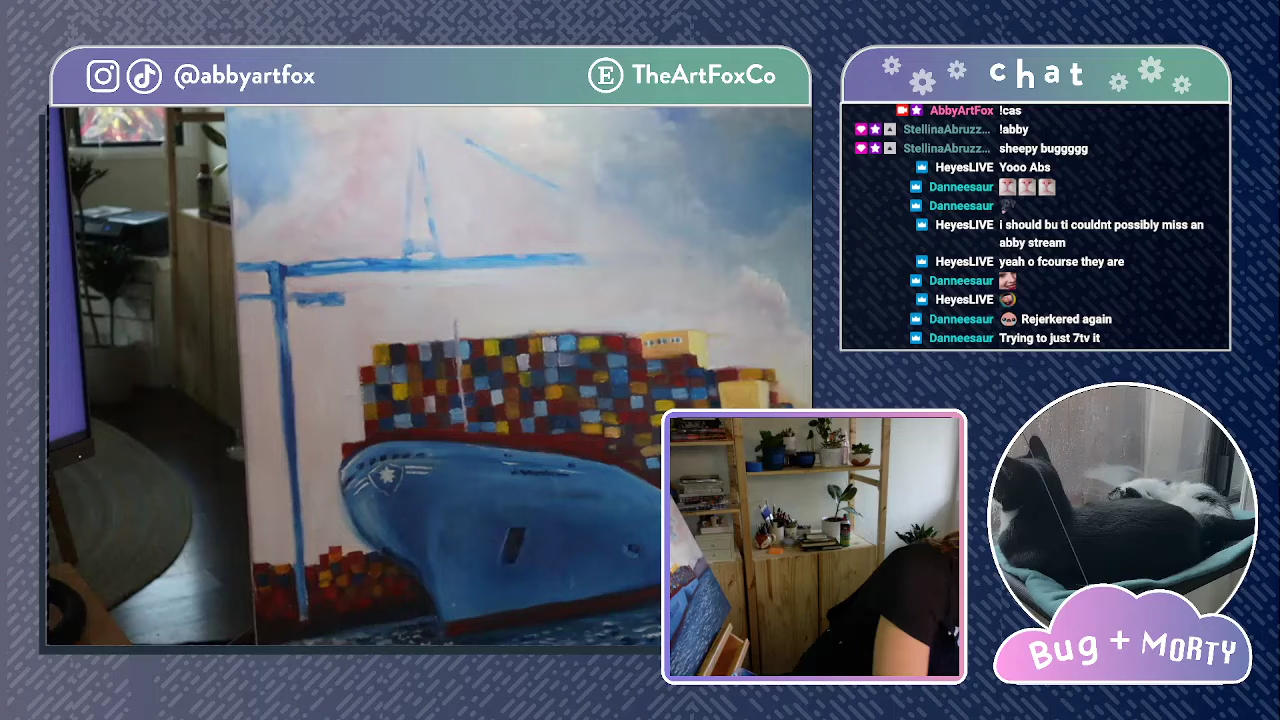 @abbyartfox
E TheArtFoxCo
chat
AbbyArtFox !cas
StellinaAbruzz... !abby
StellinaAbruzz... sheepy buggggg
HeyesLIVE Yooo Abs
Danneesaur
Danneesaur
HeyesLIVE i should bu ti couldnt possibly miss an
abby stream
HeyesLIVE yeah o fcourse they are
Danneesaur
HeyesLIVE
Danneesaur Rejerkered again
Danneesaur Trying to just 7tv it
Bug + MORTY